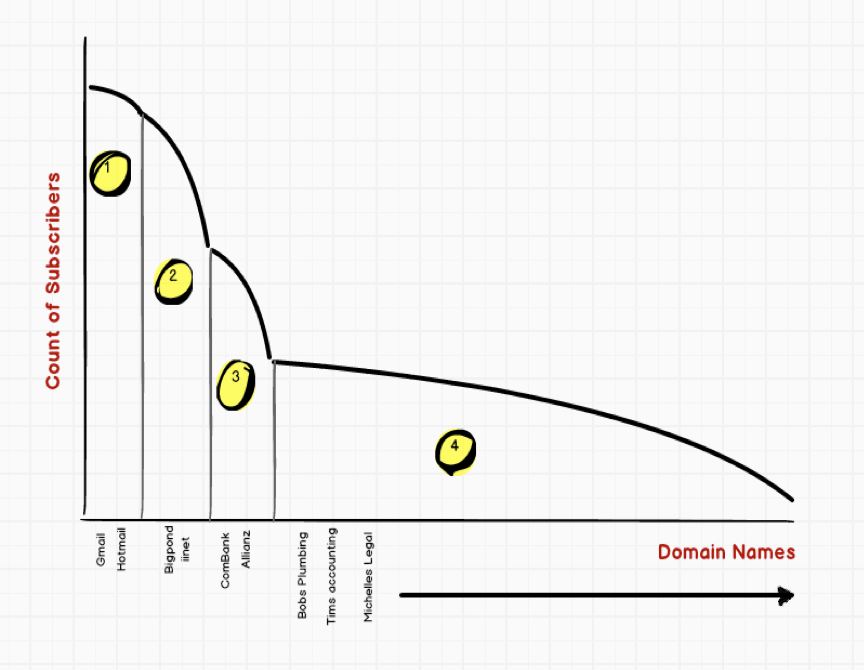 Count of Subscribers
1
2
3
4
Gmail
Hotmail
Bigpond
iinet
ComBank
Allianz
Bobs Plumbing
Tims accounting
Michelles Legal
Domain Names